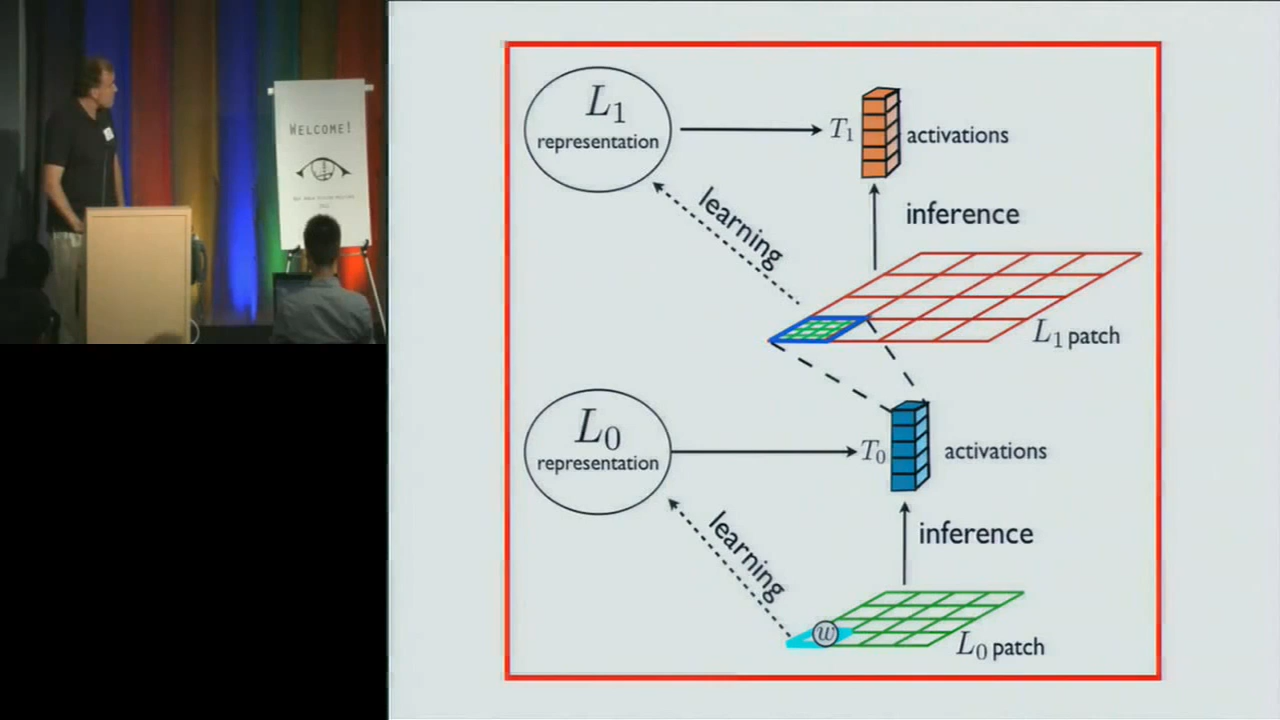 WELCOME!
L1
representation
T1
activations
learning
inference
L1 patch
L0
representation
T0
activations
learning
inference
w
L0 patch